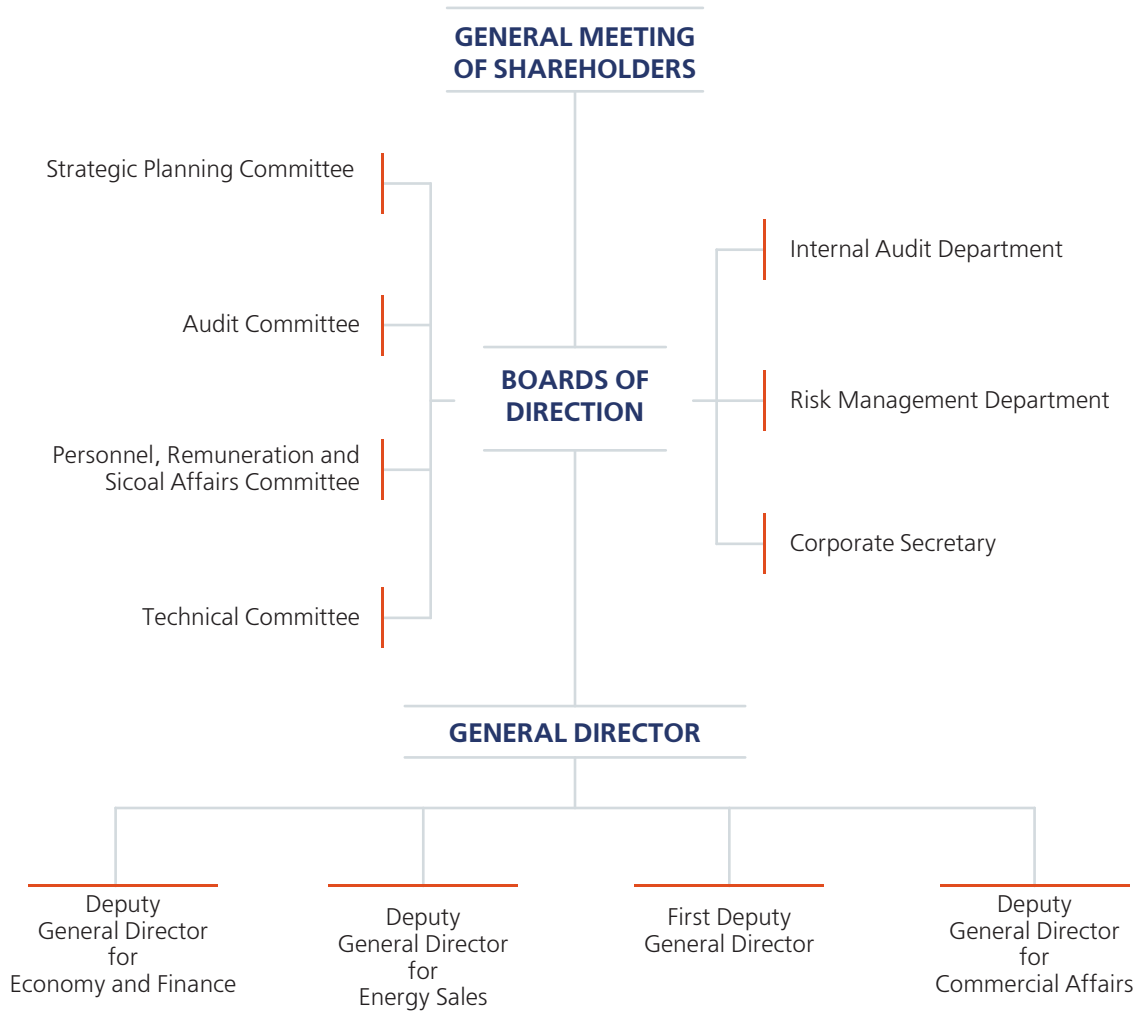 GENERAL MEETING
OF SHAREHOLDERS
Strategic Planning Committee
Audit Committee
Personnel, Remuneration and
Sicoal Affairs Committee
Technical Committee
BOARDS OF
DIRECTION
Internal Audit Department
Risk Management Department
Corporate Secretary
GENERAL DIRECTOR
Deputy
General Director
for
Economy and Finance
Deputy
General Director
for
Energy Sales
First Deputy
General Director
Deputy
General Director
for
Commercial Affairs